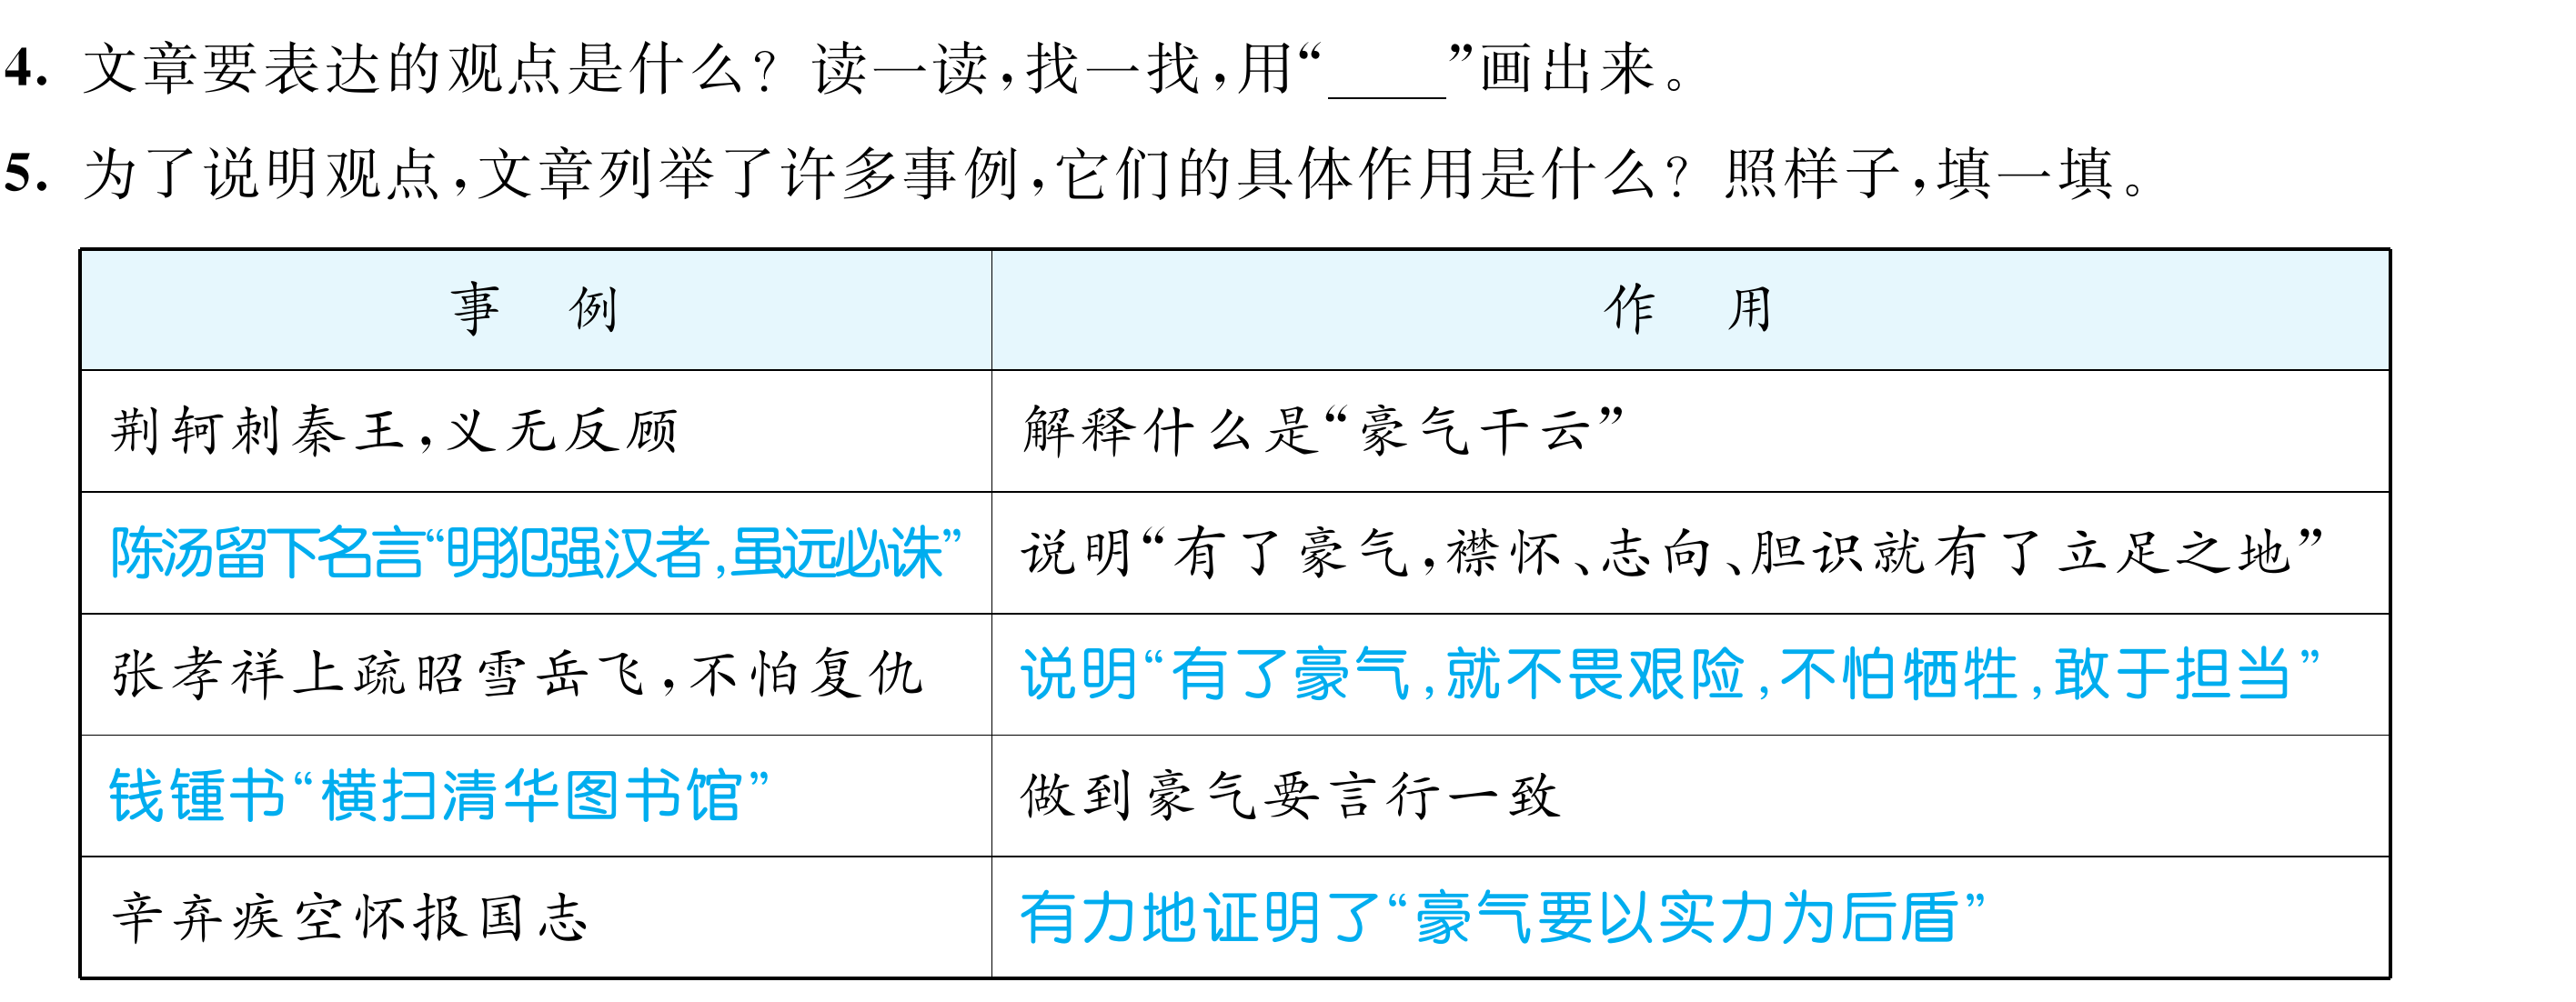 4. 文章要表达的观点是什么？读一读，找一找，用“____”画出来。
5. 为了说明观点，文章列举了许多事例，它们的具体作用是什么？照样子，填一填。
事 例
作 用
荆轲刺秦王，义无反顾
解释什么是“豪气干云”
陈汤留下名言“明犯强汉者，虽远必诛”
说明“有了豪气，襟怀、志向、胆识就有了立足之地”
张孝祥上疏昭雪岳飞，不怕复仇
说明“有了豪气，就不畏艰险，不怕牺牲，敢于担当”
钱锺书“横扫清华图书馆”
做到豪气要言行一致
辛弃疾空怀报国志
有力地证明了“豪气要以实力为后盾”